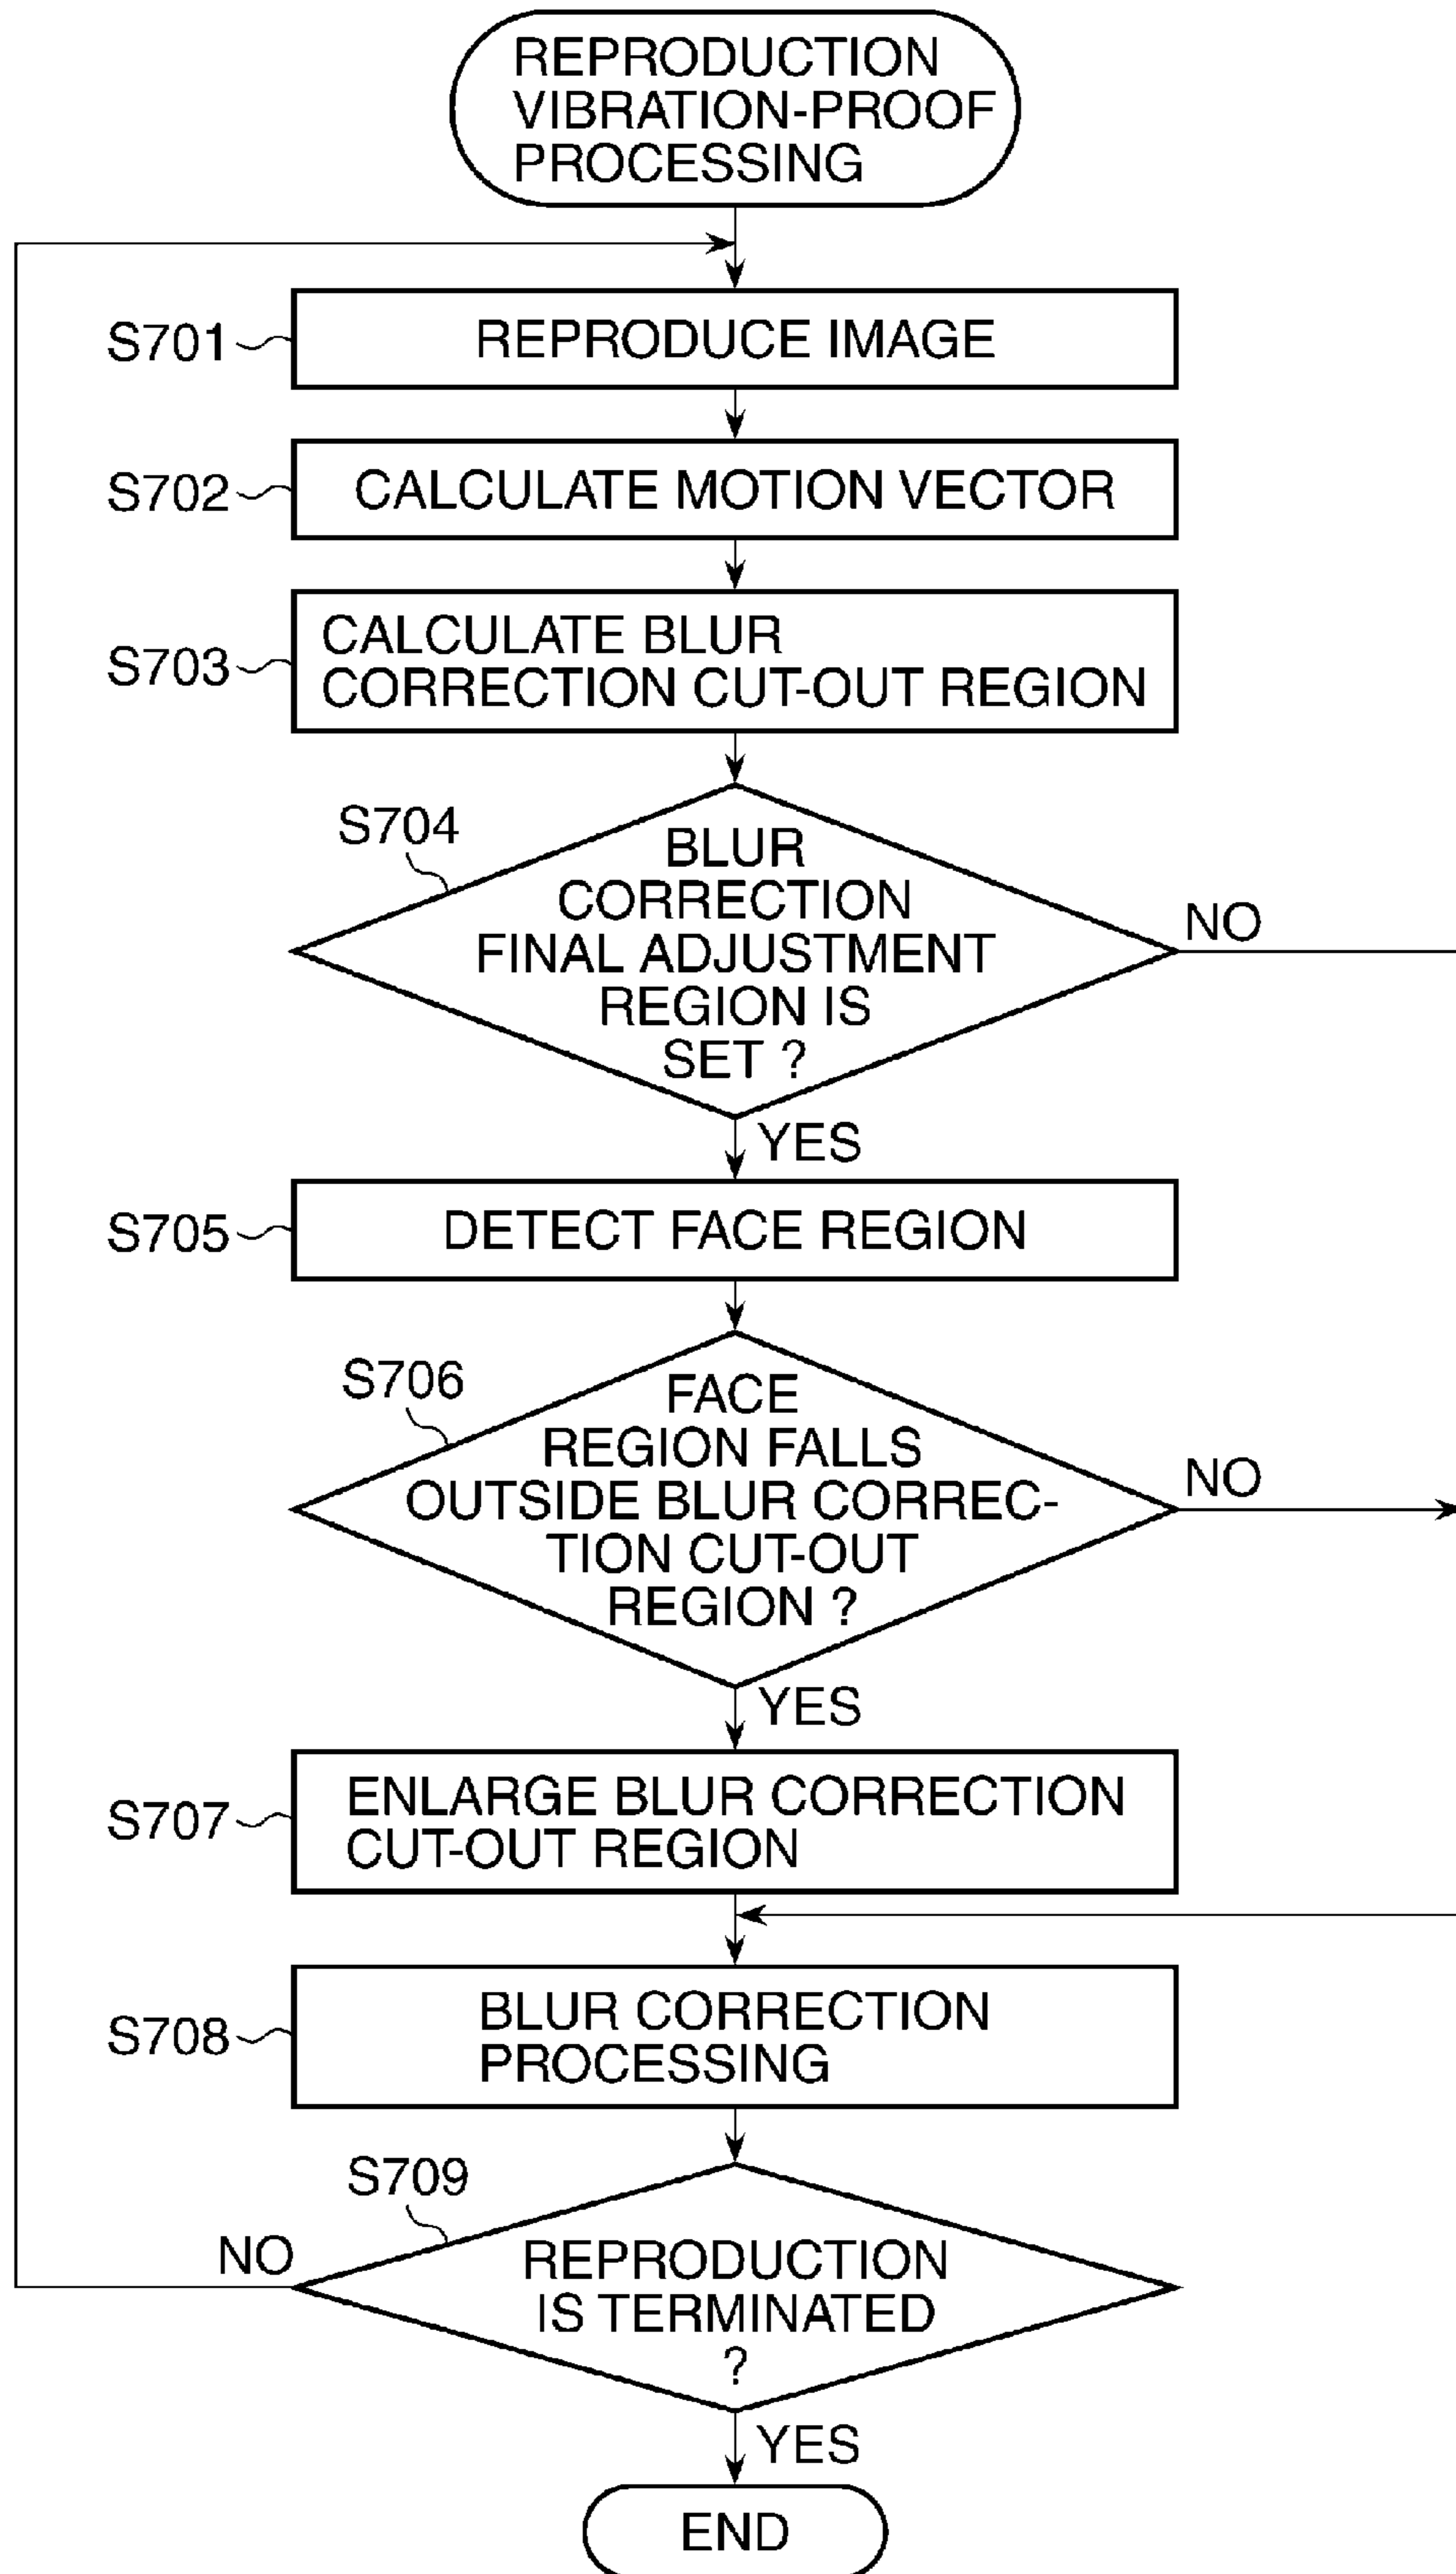 REPRODUCTION
VIBRATION-PROOF
PROCESSING
S701
REPRODUCE IMAGE
S702
CALCULATE MOTION VECTOR
S703
CALCULATE BLUR
CORRECTION CUT-OUT REGION
S704
BLUR
CORRECTION
FINAL ADJUSTMENT
REGION IS
SET ?
NO
YES
S705
DETECT FACE REGION
S706
FACE
REGION FALLS
OUTSIDE BLUR CORREC-
TION CUT-OUT
REGION ?
NO
YES
S707
ENLARGE BLUR CORRECTION
CUT-OUT REGION
S708
BLUR CORRECTION
PROCESSING
S709
NO
REPRODUCTION
IS TERMINATED
?
YES
END